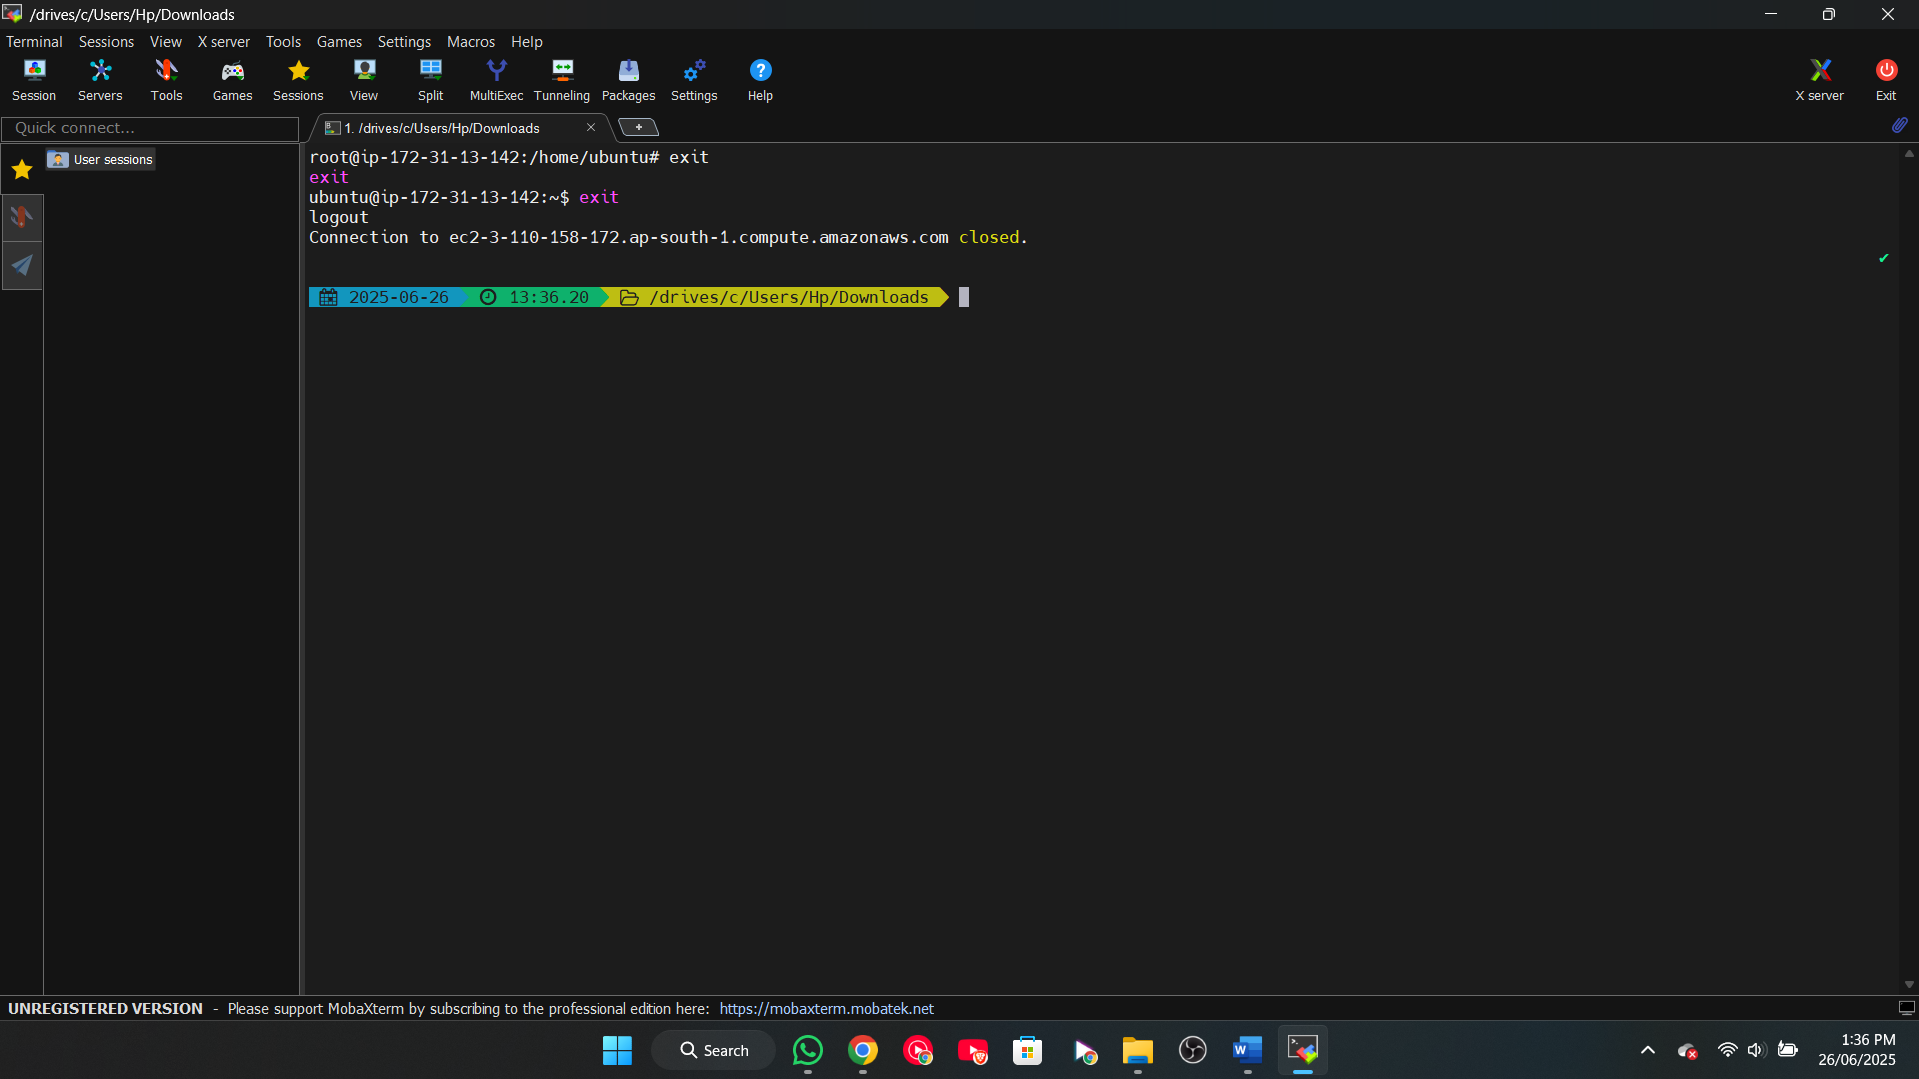 /drives/c/Users/Hp/Downloads
Terminal Sessions View X server Tools Games Settings Macros Help
Session Servers Tools Games Sessions View Split MultiExec Tunneling Packages Settings Help X server Exit
Quick connect...
1. /drives/c/Users/Hp/Downloads
User sessions
root@ip-172-31-13-142:/home/ubuntu# exit
exit
ubuntu@ip-172-31-13-142:~$ exit
logout
Connection to ec2-3-110-158-172.ap-south-1.compute.amazonaws.com closed.
2025-06-26 13:36.20 /drives/c/Users/Hp/Downloads
UNREGISTERED VERSION - Please support MobaXterm by subscribing to the professional edition here: https://mobaxterm.mobatek.net
Search
1:36 PM
26/06/2025